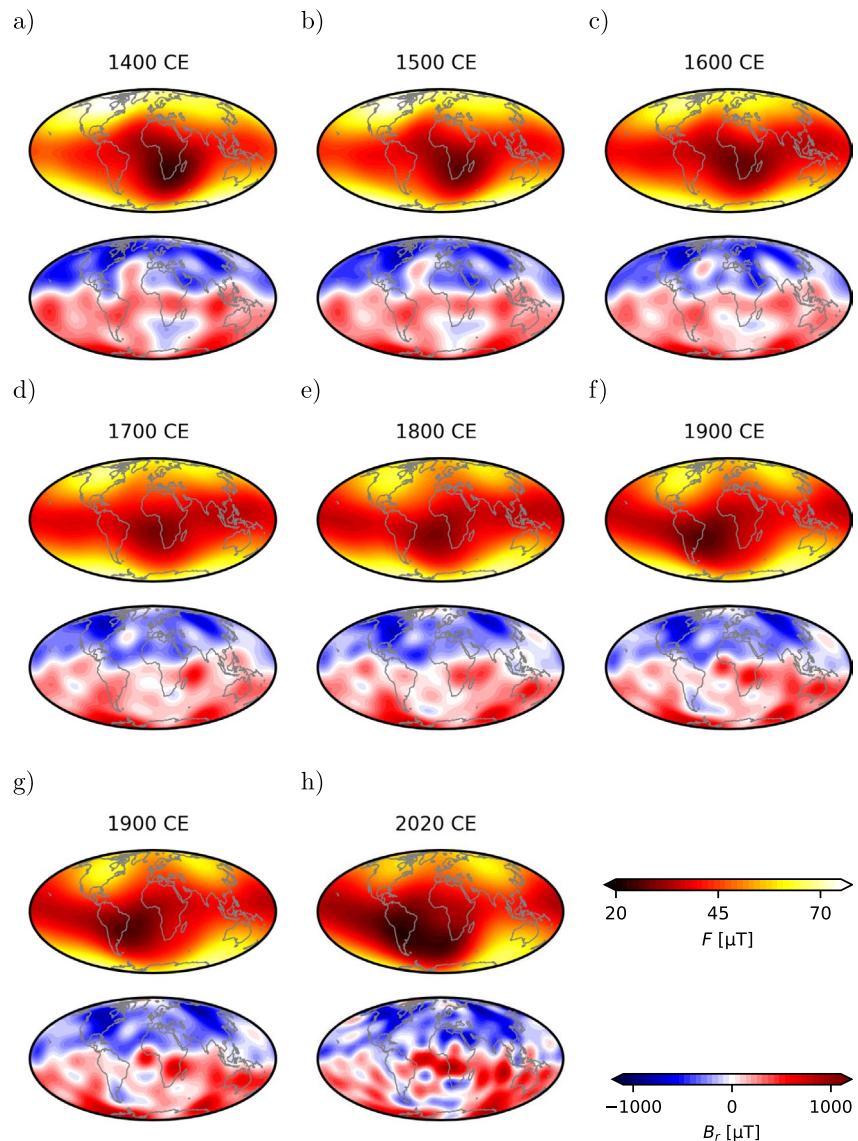 a)
b)
c)
1400 CE
1500 CE
1600 CE
d)
e)
f)
1700 CE
1800 CE
1900 CE
g)
h)
1900 CE
2020 CE
20 45 70
F [μT]
−1000 0 1000
B_r [μT]